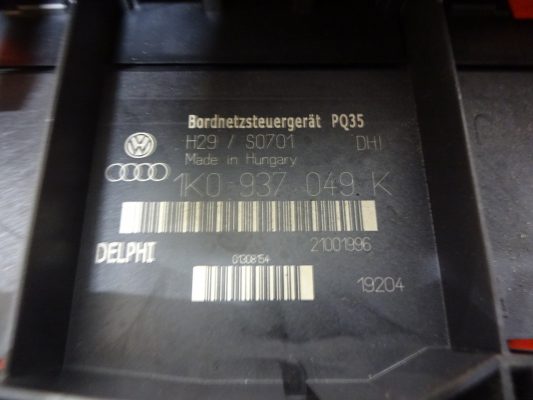 Bordnetzsteuergerät PQ35
H29 / S0701 DHI
Made in Hungary
1K0 937 049 K
21001996
DELPHI
01308154
19204